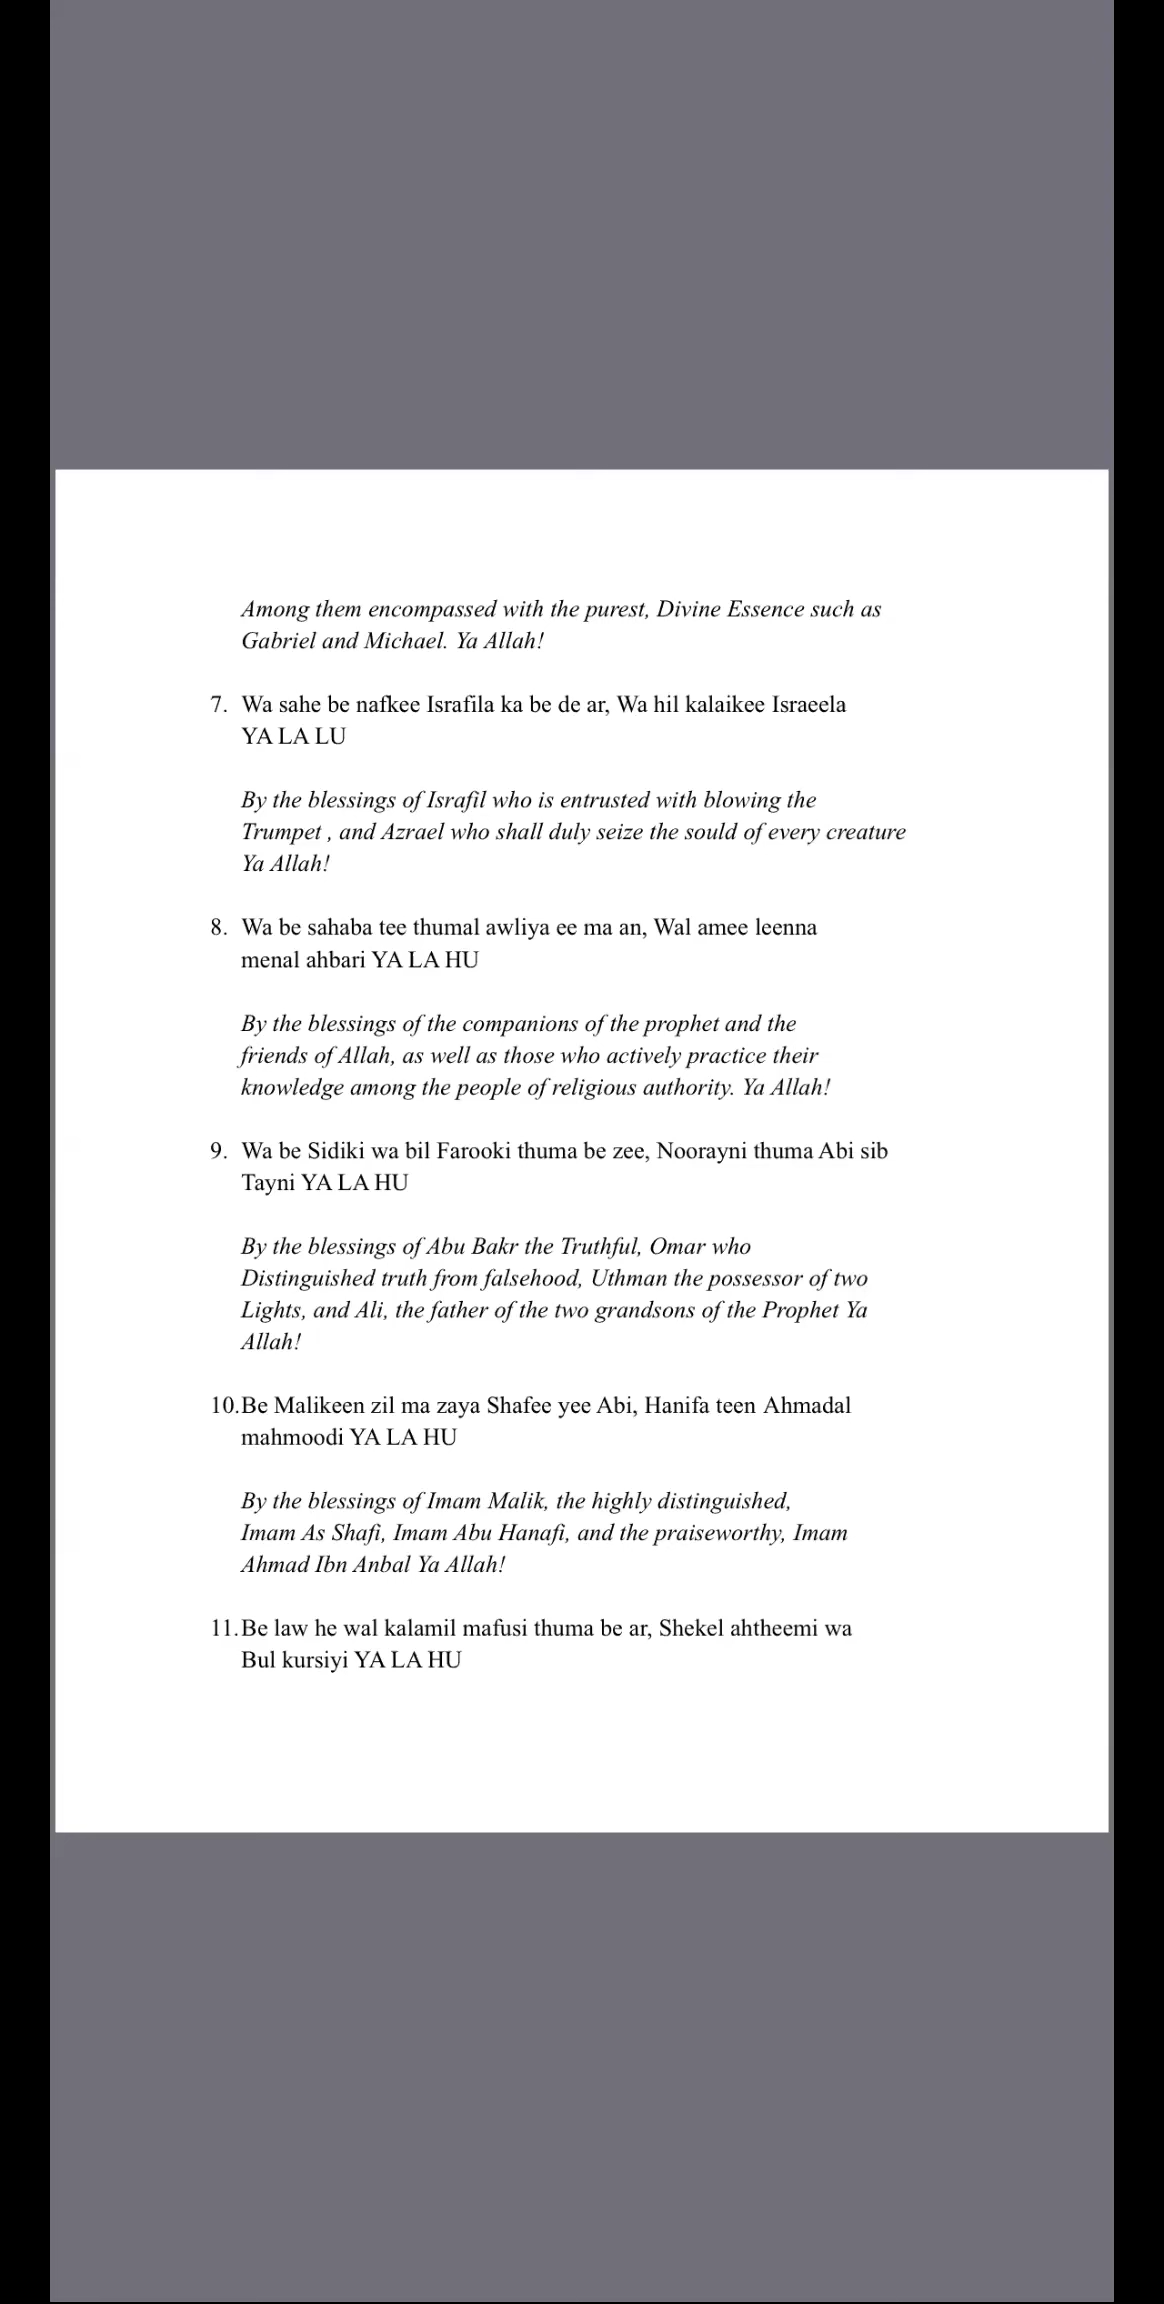 Among them encompassed with the purest, Divine Essence such as
Gabriel and Michael. Ya Allah!
7. Wa sahe be nafkee Israfila ka be de ar, Wa hil kalaikee Israeela
YA LA LU
By the blessings of Israfil who is entrusted with blowing the
Trumpet , and Azrael who shall duly seize the sould of every creature
Ya Allah!
8. Wa be sahaba tee thumal awliya ee ma an, Wal amee leenna
menal ahbari YA LA HU
By the blessings of the companions of the prophet and the
friends of Allah, as well as those who actively practice their
knowledge among the people of religious authority. Ya Allah!
9. Wa be Sidiki wa bil Farooki thuma be zee, Noorayni thuma Abi sib
Tayni YA LA HU
By the blessings of Abu Bakr the Truthful, Omar who
Distinguished truth from falsehood, Uthman the possessor of two
Lights, and Ali, the father of the two grandsons of the Prophet Ya
Allah!
10.Be Malikeen zil ma zaya Shafee yee Abi, Hanifa teen Ahmadal
mahmoodi YA LA HU
By the blessings of Imam Malik, the highly distinguished,
Imam As Shafi, Imam Abu Hanafi, and the praiseworthy, Imam
Ahmad Ibn Anbal Ya Allah!
11.Be law he wal kalamil mafusi thuma be ar, Shekel ahtheemi wa
Bul kursiyi YA LA HU